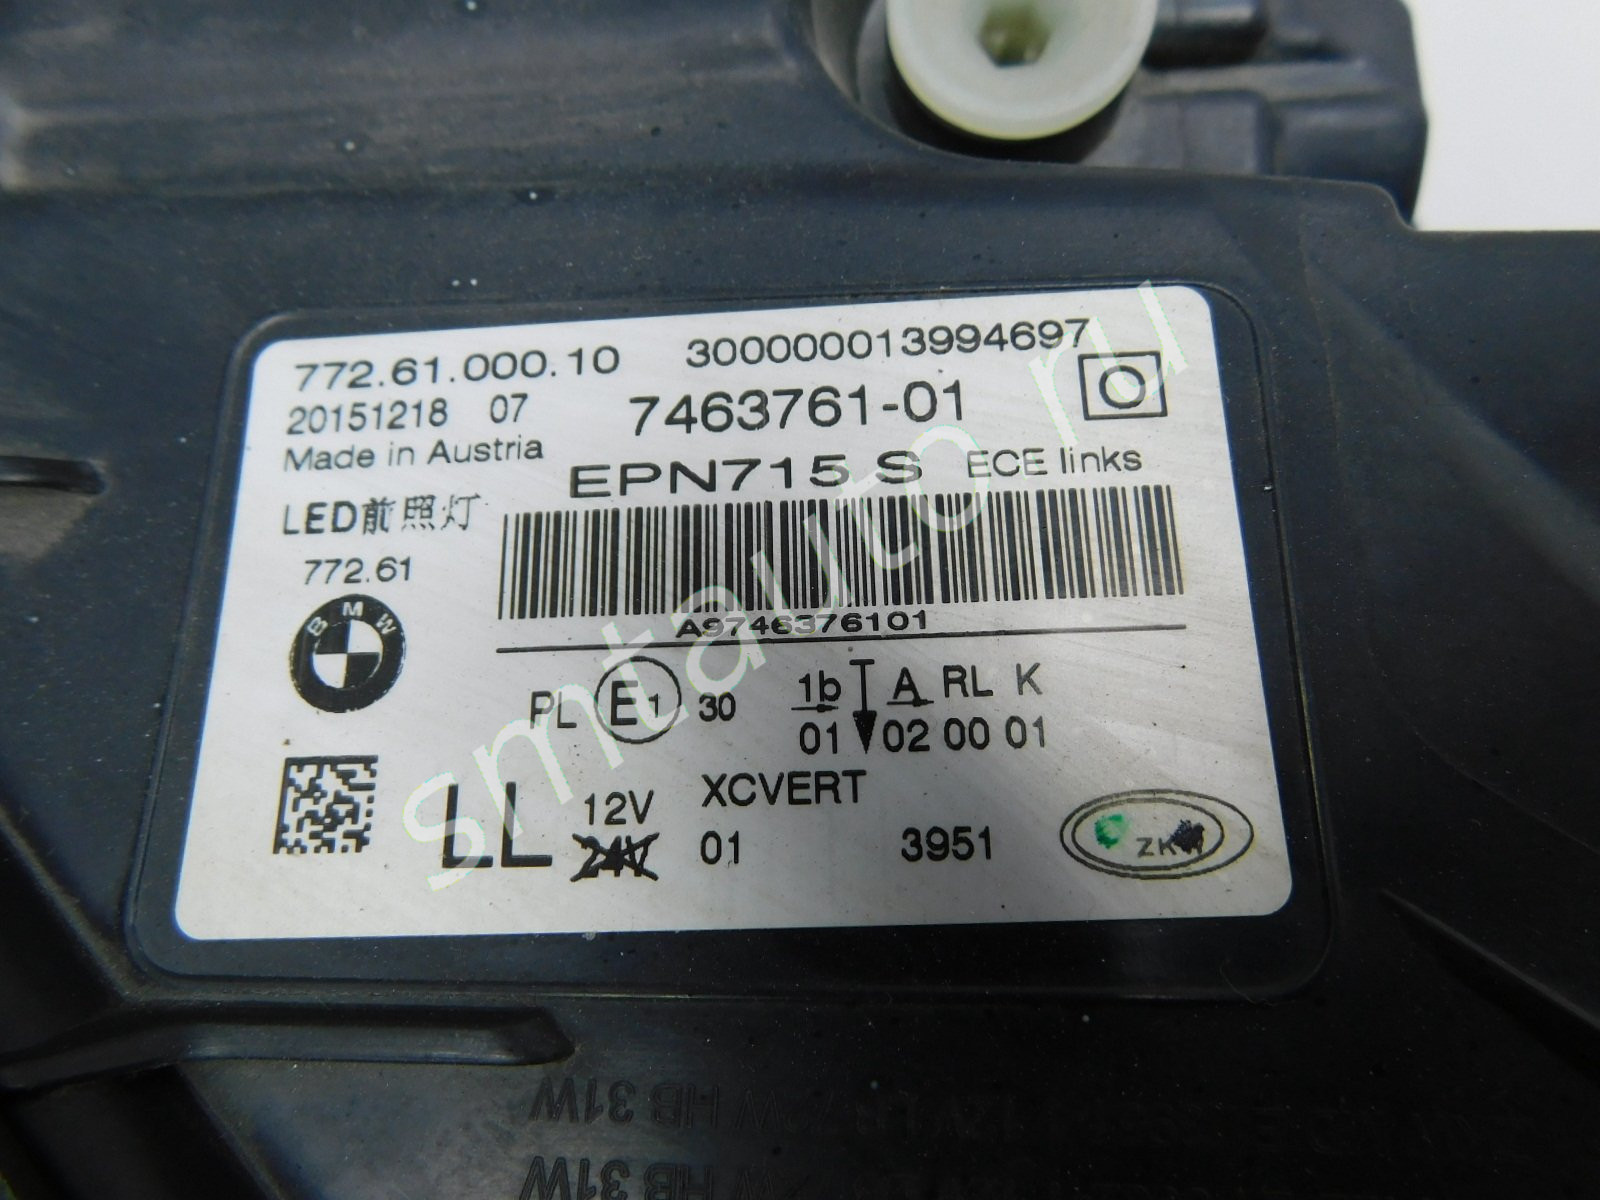 772.61.000.10 300000013994697
20151218 07 7463761-01
Made in Austria EPN715 S ECE links
LED前照灯
772.61
BMW
A9746376101
PL E1 30 1b A RL K
01 02 00 01
LL 12V XCVERT
24V 01 3951
ZKW
smtauto.ru
W HB 31W
W HB 31W